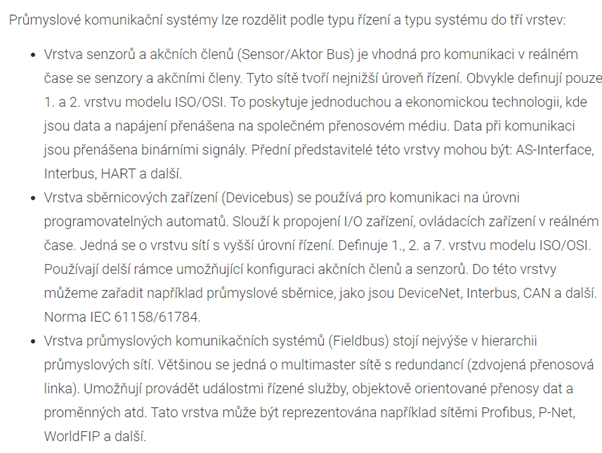 Průmyslové komunikační systémy lze rozdělit podle typu řízení a typu systému do tří vrstev:
• Vrstva senzorů a akčních členů (Sensor/Aktor Bus) je vhodná pro komunikaci v reálném
čase se senzory a akčními členy. Tyto sítě tvoří nejnižší úroveň řízení. Obvykle definují pouze
1. a 2. vrstvu modelu ISO/OSI. To poskytuje jednoduchou a ekonomickou technologii, kde
jsou data a napájení přenášena na společném přenosovém médiu. Data při komunikaci
jsou přenášena binárními signály. Přední představitelé této vrstvy mohou být: AS-Interface,
Interbus, HART a další.
• Vrstva sběrnicových zařízení (Devicebus) se používá pro komunikaci na úrovni
programovatelných automatů. Slouží k propojení I/O zařízení, ovládacích zařízení v reálném
čase. Jedná se o vrstvu sítí s vyšší úrovní řízení. Definuje 1., 2. a 7. vrstvu modelu ISO/OSI.
Používají delší rámce umožňující konfiguraci akčních členů a senzorů. Do této vrstvy
můžeme zařadit například průmyslové sběrnice, jako jsou DeviceNet, Interbus, CAN a další.
Norma IEC 61158/61784.
• Vrstva průmyslových komunikačních systémů (Fieldbus) stojí nejvýše v hierarchii
průmyslových sítí. Většinou se jedná o multimaster sítě s redundancí (zdvojená přenosová
linka). Umožňují provádět událostmi řízené služby, objektově orientované přenosy dat a
proměnných atd. Tato vrstva může být reprezentována například sítěmi Profibus, P-Net,
WorldFIP a další.